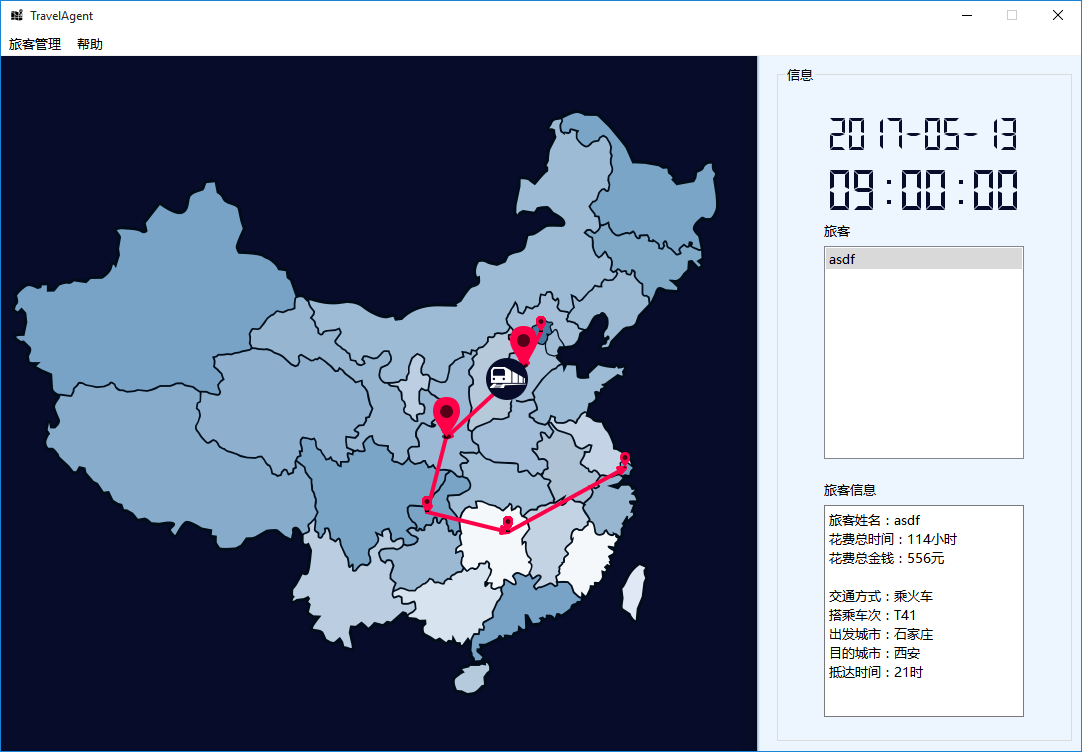 TravelAgent
旅客管理 帮助
信息
2017-05-13
09:00:00
旅客
asdf
旅客信息
旅客姓名：asdf
花费总时间：114小时
花费总金钱：556元
交通方式：乘火车
搭乘车次：T41
出发城市：石家庄
目的城市：西安
抵达时间：21时